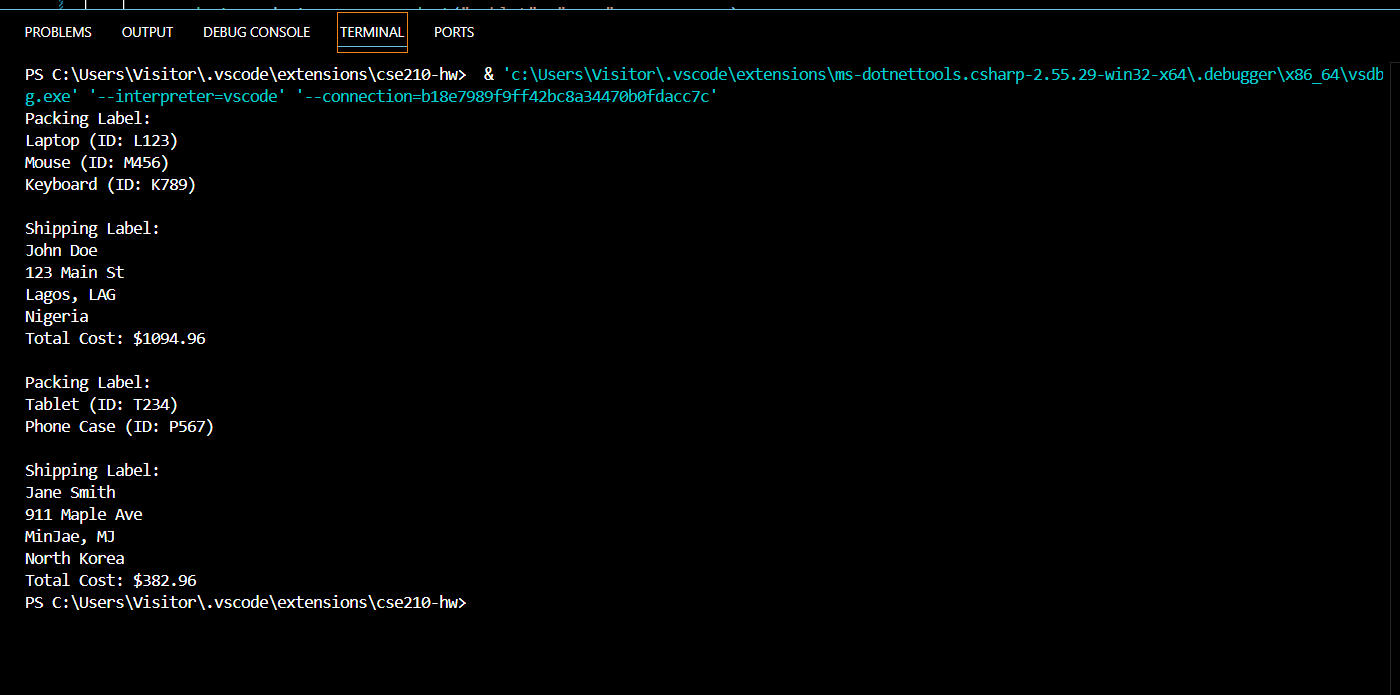 PROBLEMS OUTPUT DEBUG CONSOLE TERMINAL PORTS
PS C:\Users\Visitor\.vscode\extensions\cse210-hw>  & 'c:\Users\Visitor\.vscode\extensions\ms-dotnettools.csharp-2.55.29-win32-x64\.debugger\x86_64\vsdb
g.exe' '--interpreter=vscode' '--connection=b18e7989f9ff42bc8a34470b0fdacc7c'
Packing Label:
Laptop (ID: L123)
Mouse (ID: M456)
Keyboard (ID: K789)

Shipping Label:
John Doe
123 Main St
Lagos, LAG
Nigeria
Total Cost: $1094.96

Packing Label:
Tablet (ID: T234)
Phone Case (ID: P567)

Shipping Label:
Jane Smith
911 Maple Ave
MinJae, MJ
North Korea
Total Cost: $382.96
PS C:\Users\Visitor\.vscode\extensions\cse210-hw>